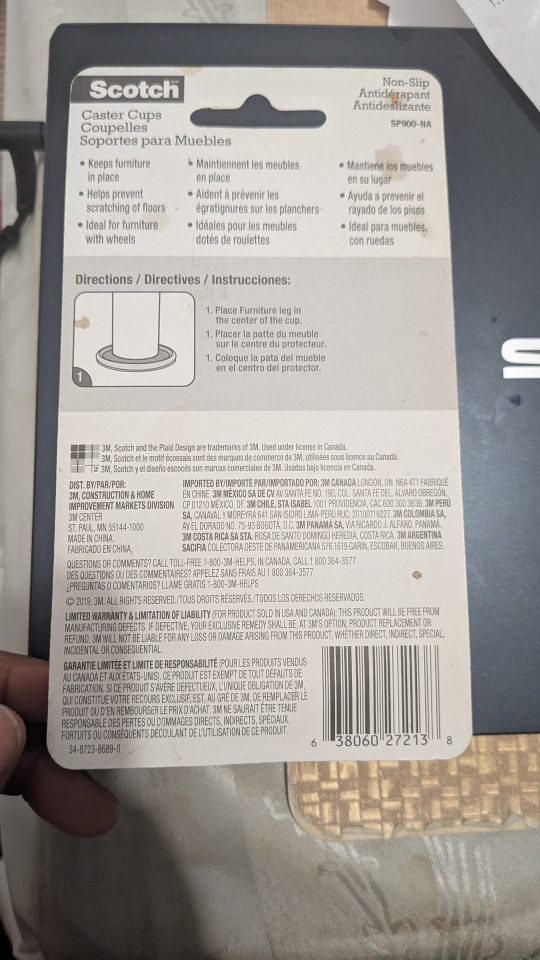 Scotch
Caster Cups
Coupelles
Soportes para Muebles
Non-Slip
Antidérapant
Antideslizante
SP900-NA
• Keeps furniture
in place
• Helps prevent
scratching of floors
• Ideal for furniture
with wheels
• Maintiennent les meubles
en place
• Aident à prévenir les
égratignures sur les planchers
• Idéales pour les meubles
dotés de roulettes
• Mantiene los muebles
en su lugar
• Ayuda a prevenir el
rayado de los pisos
• Ideal para muebles
con ruedas
Directions / Directives / Instrucciones:
1
1. Place Furniture leg in
the center of the cup.
1. Placer la patte du meuble
sur le centre du protecteur.
1. Coloque la pata del mueble
en el centro del protector.
3M, Scotch and the Plaid Design are trademarks of 3M. Used under license in Canada.
3M, Scotch et le motif écossais sont des marques de commerce de 3M, utilisées sous licence au Canada.
3M, Scotch y el diseño escocés son marcas comerciales de 3M. Usadas bajo licencia en Canada.
DIST. BY/PAR/POR:
3M, CONSTRUCTION & HOME
IMPROVEMENT MARKETS DIVISION
3M CENTER
ST. PAUL, MN 55144-1000
MADE IN CHINA.
FABRICADO EN CHINA.
IMPORTED BY/IMPORTÉ PAR/IMPORTADO POR: 3M CANADA LONDON, ON N6A 4T1 FABRIQUÉ
EN CHINE. 3M MÉXICO SA DE CV AV SANTA FE NO. 190, COL. SANTA FE DEL. ÁLVARO OBREGÓN,
CP 01210 MÉXICO, DF. 3M CHILE, STA ISABEL 1001 PROVIDENCIA, CAC 600 300 3636. 3M PERÚ
SA, CANAVAL Y MOREYRA 641 SAN ISIDRO LIMA-PERÚ RUC 20100119227. 3M COLOMBIA SA,
AV EL DORADO NO. 75-93 BOGOTÁ, D.C. 3M PANAMÁ SA, VÍA RICARDO J. ALFARO, PANAMÁ.
3M COSTA RICA SA STA. ROSA DE SANTO DOMINGO HEREDIA, COSTA RICA. 3M ARGENTINA
SACIFIA COLECTORA OESTE DE PANAMERICANA 576 1619 GARIN, ESCOBAR, BUENOS AIRES.
QUESTIONS OR COMMENTS? CALL TOLL-FREE 1-800-3M-HELPS, IN CANADA, CALL 1 800 364-3577
DES QUESTIONS OU DES COMMENTAIRES? APPELEZ SANS FRAIS AU 1 800 364-3577
¿PREGUNTAS O COMENTARIOS? LLAME GRATIS 1-800-3M-HELPS
© 2019, 3M. ALL RIGHTS RESERVED./TOUS DROITS RÉSERVÉS./TODOS LOS DERECHOS RESERVADOS.
LIMITED WARRANTY & LIMITATION OF LIABILITY (FOR PRODUCT SOLD IN USA AND CANADA): THIS PRODUCT WILL BE FREE FROM
MANUFACTURING DEFECTS. IF DEFECTIVE, YOUR EXCLUSIVE REMEDY SHALL BE, AT 3M'S OPTION, PRODUCT REPLACEMENT OR
REFUND. 3M WILL NOT BE LIABLE FOR ANY LOSS OR DAMAGE ARISING FROM THIS PRODUCT, WHETHER DIRECT, INDIRECT, SPECIAL,
INCIDENTAL OR CONSEQUENTIAL.
GARANTIE LIMITÉE ET LIMITE DE RESPONSABILITÉ (POUR LES PRODUITS VENDUS
AU CANADA ET AUX ÉTATS-UNIS). CE PRODUIT EST EXEMPT DE TOUT DÉFAUTS DE
FABRICATION. SI CE PRODUIT S'AVÈRE DÉFECTUEUX, L'UNIQUE OBLIGATION DE 3M,
QUI CONSTITUE VOTRE RECOURS EXCLUSIF, EST, AU GRÉ DE 3M, DE REMPLACER LE
PRODUIT OU D'EN REMBOURSER LE PRIX D'ACHAT. 3M NE SAURAIT ÊTRE TENUE
RESPONSABLE DES PERTES OU DOMMAGES DIRECTS, INDIRECTS, SPÉCIAUX,
FORTUITS OU CONSÉQUENTS DÉCOULANT DE L'UTILISATION DE CE PRODUIT.
34-8723-8689-0
6 38060 27213 8